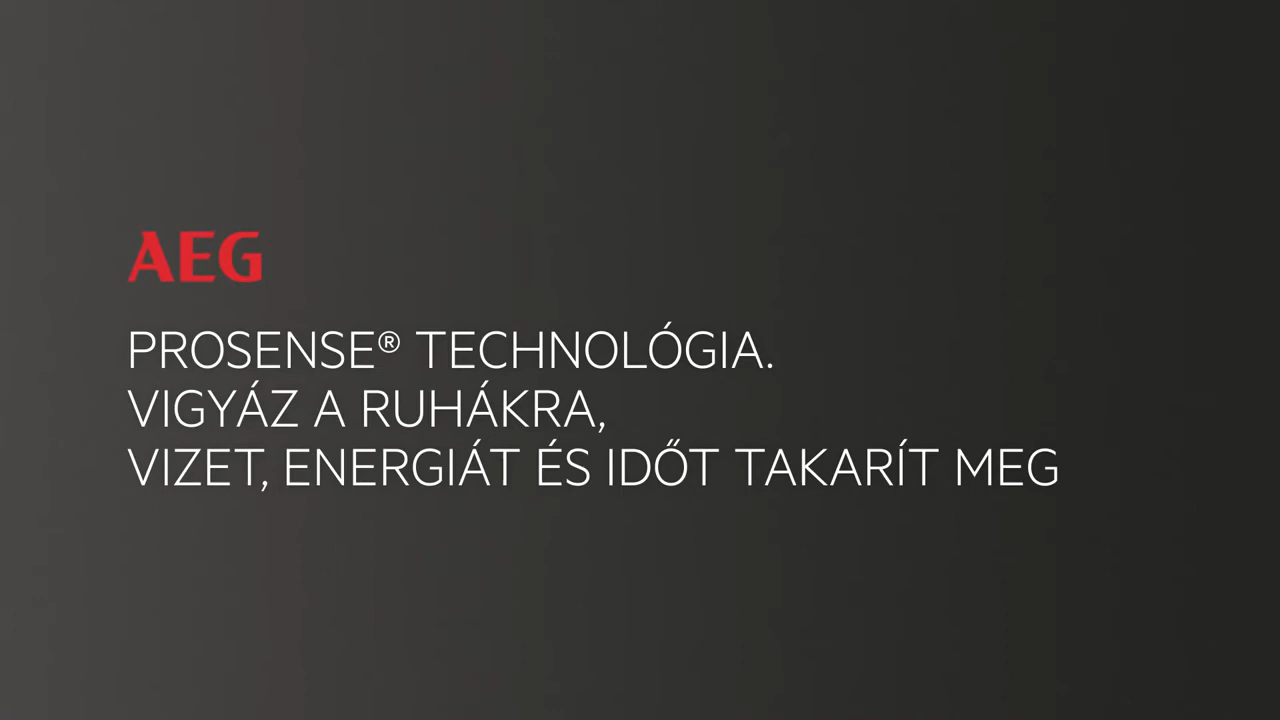 AEG
PROSENSE® TECHNOLÓGIA.
VIGYÁZ A RUHÁKRA,
VIZET, ENERGIÁT ÉS IDŐT TAKARÍT MEG